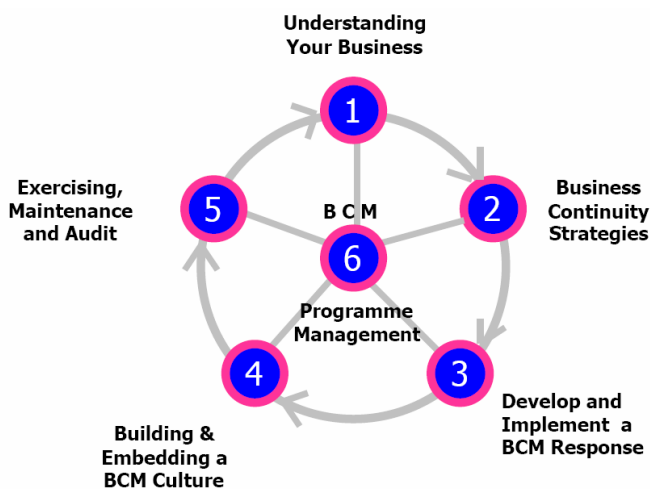 Understanding
Your Business
1
2
Business
Continuity
Strategies
3
Develop and
Implement a
BCM Response
4
Building &
Embedding a
BCM Culture
5
Exercising,
Maintenance
and Audit
B C M
6
Programme
Management